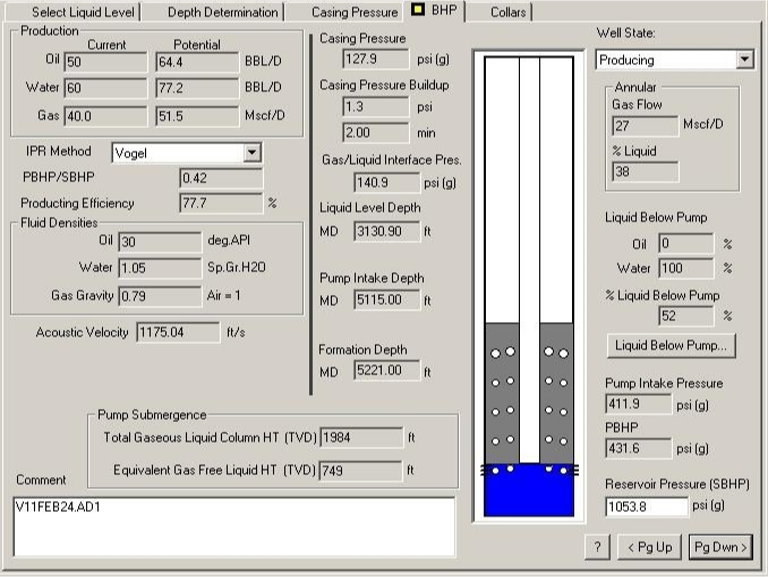 Select Liquid Level Depth Determination Casing Pressure BHP Collars
Production
Current Potential
Oil 50 64.4 BBL/D
Water 60 77.2 BBL/D
Gas 40.0 51.5 Mscf/D
IPR Method Vogel
PBHP/SBHP 0.42
Producing Efficiency 77.7 %
Fluid Densities
Oil 30 deg.API
Water 1.05 Sp.Gr.H2O
Gas Gravity 0.79 Air = 1
Acoustic Velocity 1175.04 ft/s
Casing Pressure
127.9 psi (g)
Casing Pressure Buildup
1.3 psi
2.00 min
Gas/Liquid Interface Pres.
140.9 psi (g)
Liquid Level Depth
MD 3130.90 ft
Pump Intake Depth
MD 5115.00 ft
Formation Depth
MD 5221.00 ft
Pump Submergence
Total Gaseous Liquid Column HT (TVD) 1984 ft
Equivalent Gas Free Liquid HT (TVD) 749 ft
Comment
V11FEB24.AD1
Well State:
Producing
Annular
Gas Flow
27 Mscf/D
% Liquid
38
Liquid Below Pump
Oil 0 %
Water 100 %
% Liquid Below Pump
52 %
Liquid Below Pump...
Pump Intake Pressure
411.9 psi (g)
PBHP
431.6 psi (g)
Reservoir Pressure (SBHP)
1053.8 psi (g)
? < Pg Up Pg Dwn >